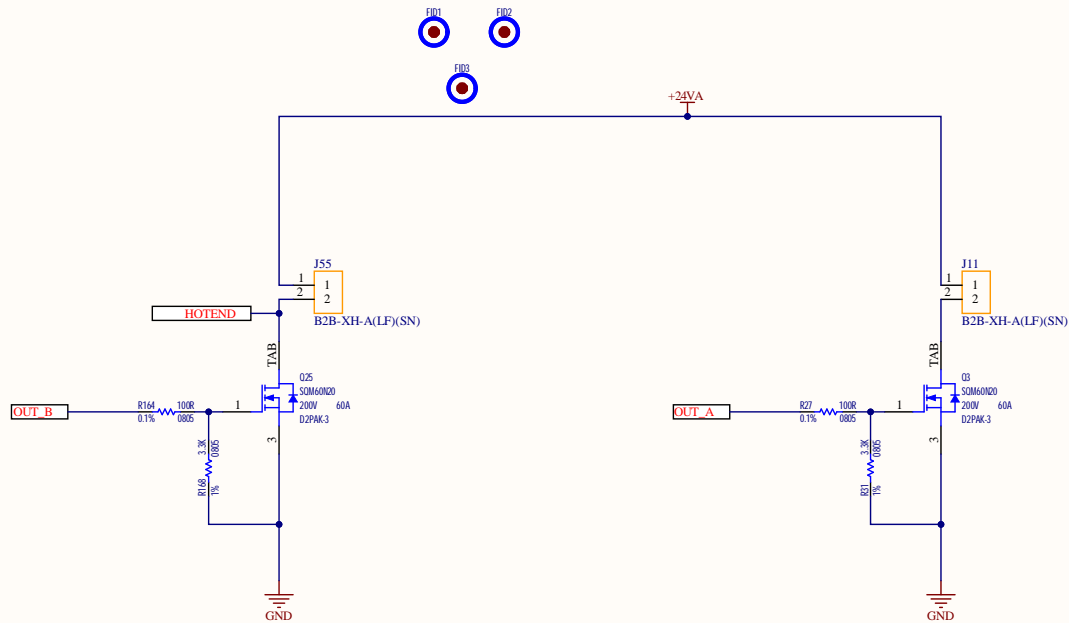 FID1
FID2
FID3
+24VA
J55
1
2
1
2
B2B-XH-A(LF)(SN)
HOTEND
TAB
Q25
SQM60N20
200V 60A
D2PAK-3
1
3
OUT_B
R164 100R
0.1% 0805
3.3K
0805
R168
1%
GND
J11
1
2
1
2
B2B-XH-A(LF)(SN)
TAB
Q3
SQM60N20
200V 60A
D2PAK-3
1
3
OUT_A
R27 100R
0.1% 0805
3.3K
0805
R31
1%
GND